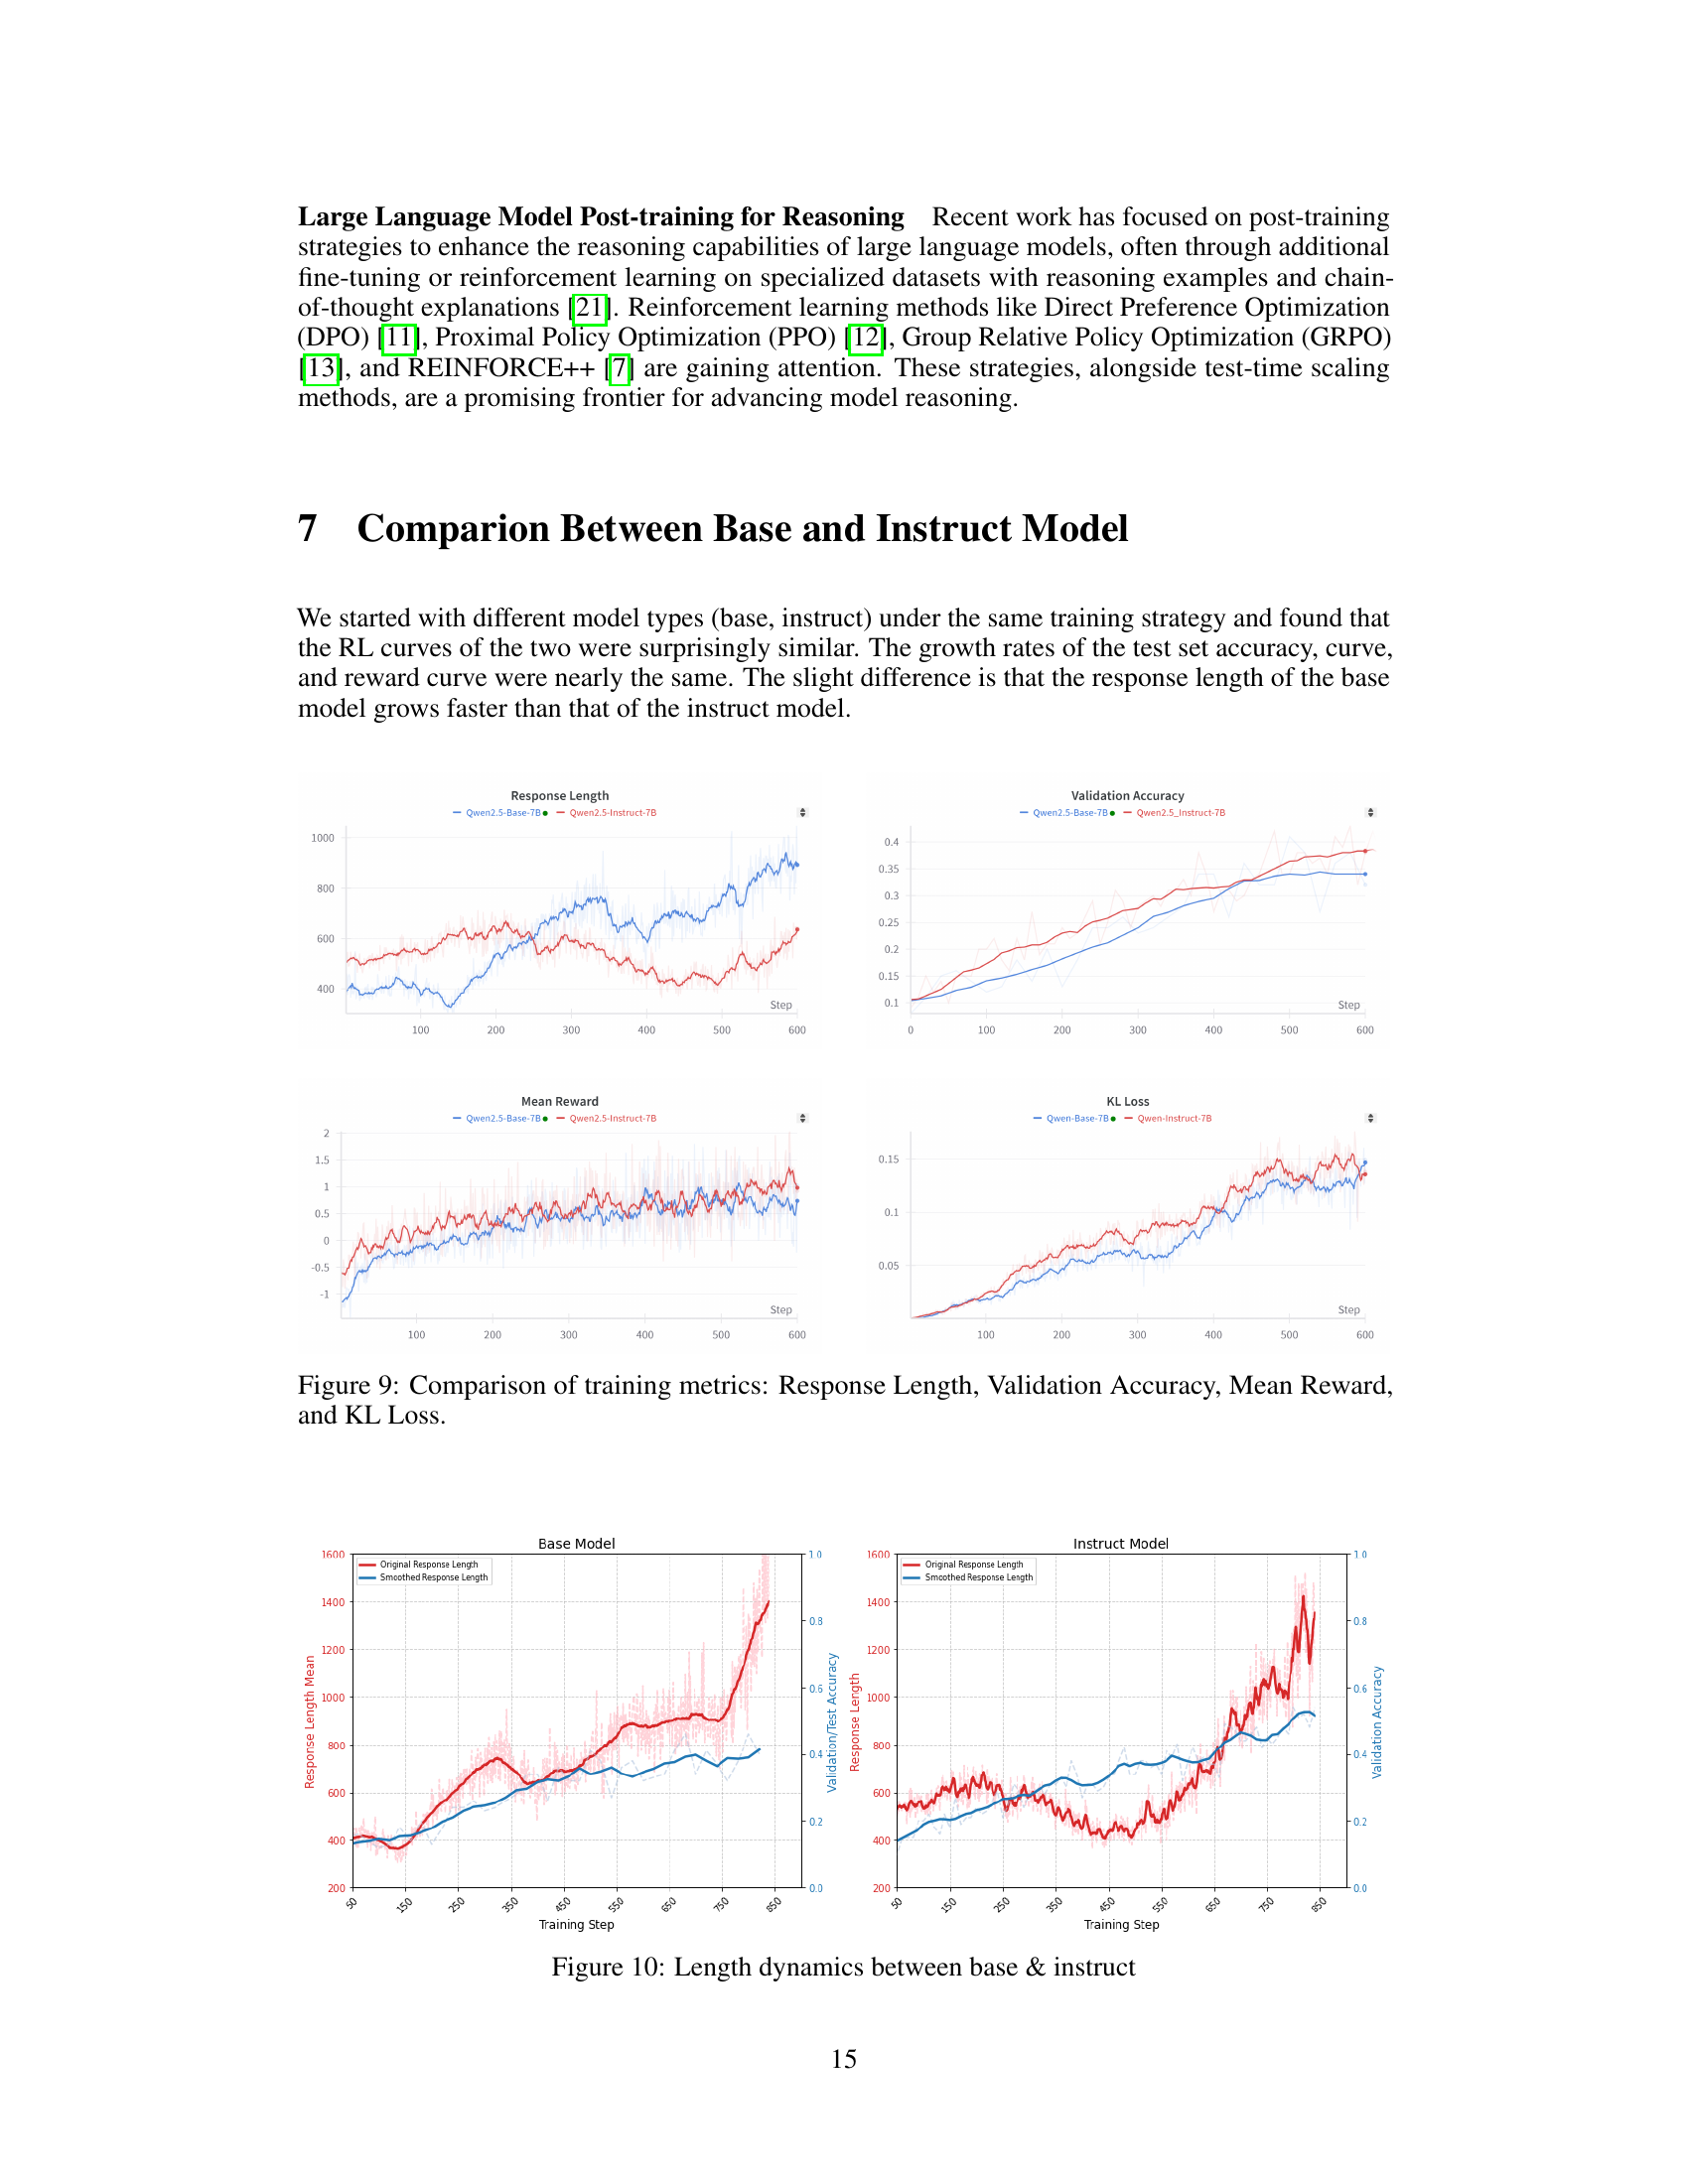 Large Language Model Post-training for Reasoning Recent work has focused on post-training
strategies to enhance the reasoning capabilities of large language models, often through additional
fine-tuning or reinforcement learning on specialized datasets with reasoning examples and chain-
of-thought explanations [21]. Reinforcement learning methods like Direct Preference Optimization
(DPO) [11], Proximal Policy Optimization (PPO) [12], Group Relative Policy Optimization (GRPO)
[13], and REINFORCE++ [7] are gaining attention. These strategies, alongside test-time scaling
methods, are a promising frontier for advancing model reasoning.
7 Comparion Between Base and Instruct Model
We started with different model types (base, instruct) under the same training strategy and found that
the RL curves of the two were surprisingly similar. The growth rates of the test set accuracy, curve,
and reward curve were nearly the same. The slight difference is that the response length of the base
model grows faster than that of the instruct model.
Response Length
Qwen2.5-Base-7B Qwen2.5-Instruct-7B
1000
800
600
400
Step
100 200 300 400 500 600
Validation Accuracy
Qwen2.5-Base-7B Qwen2.5_Instruct-7B
0.4
0.35
0.3
0.25
0.2
0.15
0.1
Step
0 100 200 300 400 500 600
Mean Reward
Qwen2.5-Base-7B Qwen2.5-Instruct-7B
2
1.5
1
0.5
0
-0.5
-1
Step
100 200 300 400 500 600
KL Loss
Qwen-Base-7B Qwen-Instruct-7B
0.15
0.1
0.05
Step
100 200 300 400 500 600
Figure 9: Comparison of training metrics: Response Length, Validation Accuracy, Mean Reward,
and KL Loss.
Base Model
Original Response Length
Smoothed Response Length
1600
1400
1200
1000
800
600
400
200
Response Length Mean
1.0
0.8
0.6
0.4
0.2
0.0
Validation/Test Accuracy
50 150 250 350 450 550 650 750 850
Training Step
Instruct Model
Original Response Length
Smoothed Response Length
1600
1400
1200
1000
800
600
400
200
Response Length
1.0
0.8
0.6
0.4
0.2
0.0
Validation Accuracy
50 150 250 350 450 550 650 750 850
Training Step
Figure 10: Length dynamics between base & instruct
15